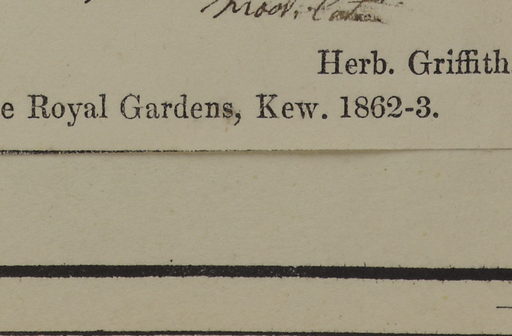 Herb. Griffith
e Royal Gardens, Kew. 1862-3.